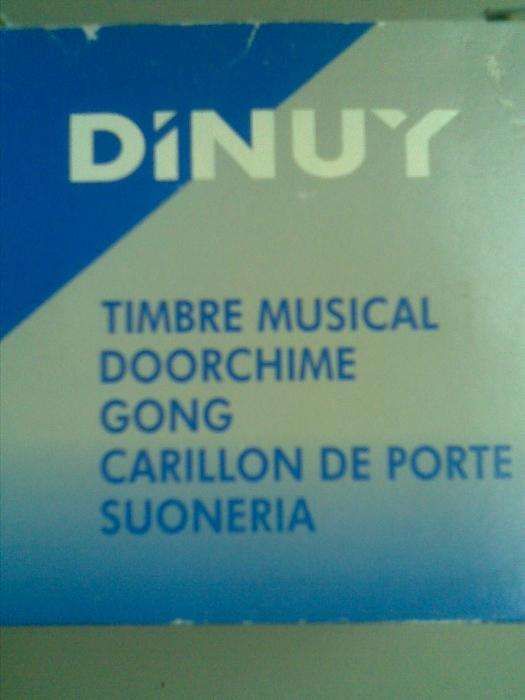 DiNUY
TIMBRE MUSICAL
DOORCHIME
GONG
CARILLON DE PORTE
SUONERIA